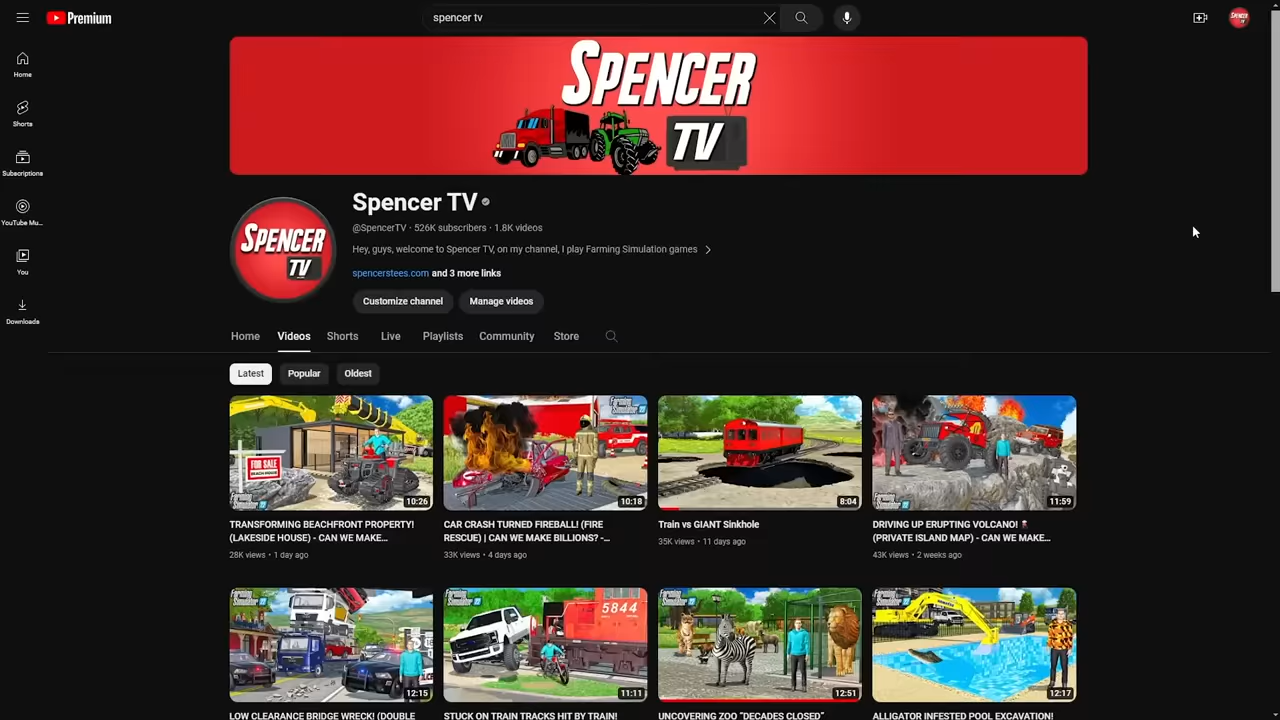 Premium
spencer tv
SPENCER
TV
Spencer TV
@SpencerTV · 526K subscribers · 1.8K videos
Hey, guys, welcome to Spencer TV, on my channel, I play Farming Simulation games
spencerstees.com and 3 more links
Customize channel
Manage videos
Home
Shorts
Subscriptions
YouTube Mu...
You
Downloads
SPENCER
TV
Home
Videos
Shorts
Live
Playlists
Community
Store
Latest
Popular
Oldest
FOR SALE
10:26
10:18
8:04
11:59
TRANSFORMING BEACHFRONT PROPERTY!
(LAKESIDE HOUSE) - CAN WE MAKE...
28K views • 1 day ago
CAR CRASH TURNED FIREBALL! (FIRE
RESCUE) | CAN WE MAKE BILLIONS? -...
33K views • 4 days ago
Train vs GIANT Sinkhole
35K views • 11 days ago
DRIVING UP ERUPTING VOLCANO!🌋
(PRIVATE ISLAND MAP) - CAN WE MAKE...
43K views • 2 weeks ago
5844
12:15
11:11
12:51
12:17
LOW CLEARANCE BRIDGE WRECK! (DOUBLE
STUCK ON TRAIN TRACKS HIT BY TRAIN!
UNCOVERING ZOO "DECADES CLOSED"
ALLIGATOR INFESTED POOL EXCAVATION!